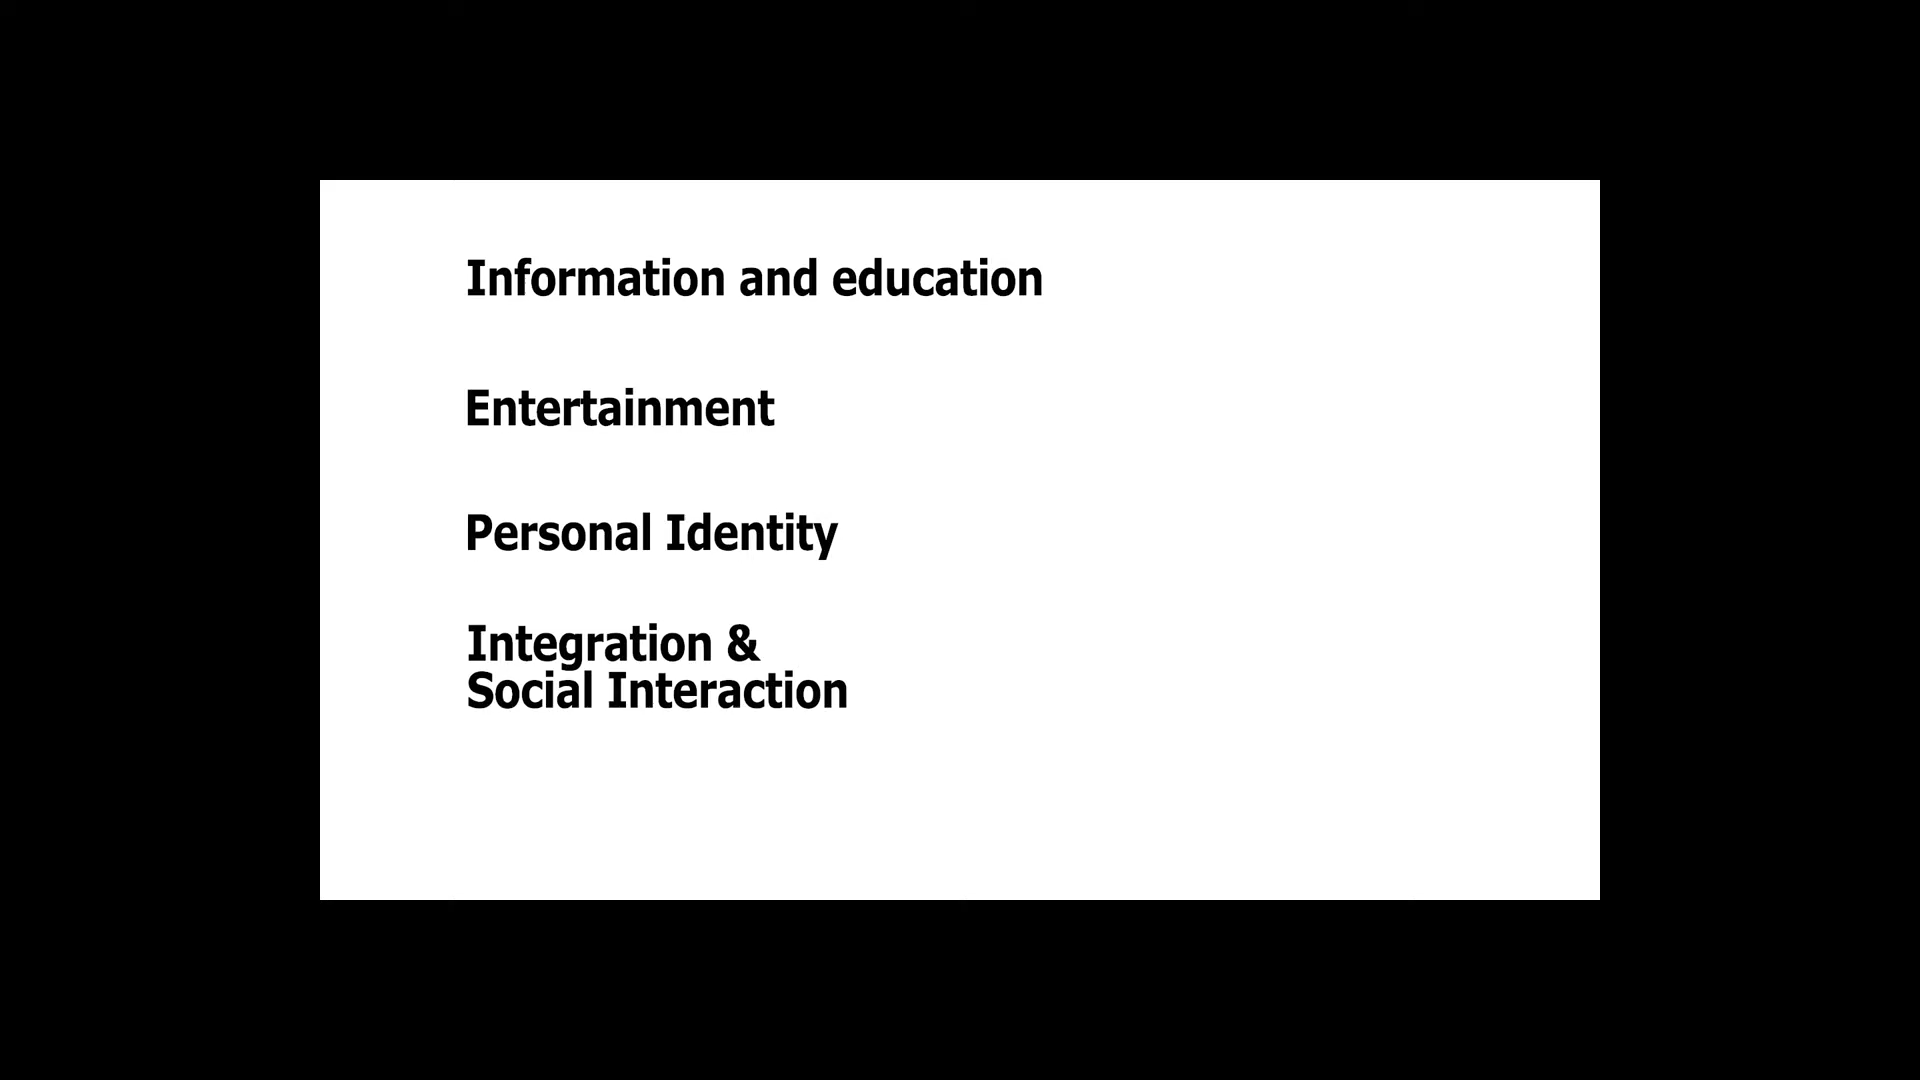 Information and education
Entertainment
Personal Identity
Integration &
Social Interaction